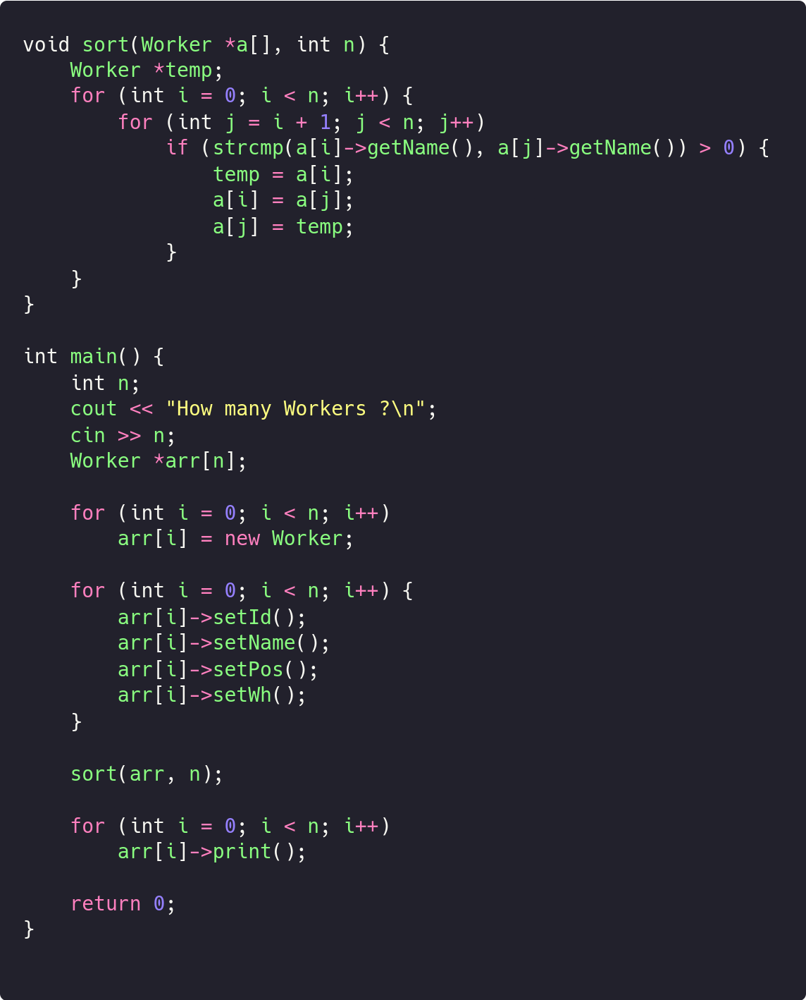 void sort(Worker *a[], int n) {
    Worker *temp;
    for (int i = 0; i < n; i++) {
        for (int j = i + 1; j < n; j++)
            if (strcmp(a[i]->getName(), a[j]->getName()) > 0) {
                temp = a[i];
                a[i] = a[j];
                a[j] = temp;
            }
    }
}

int main() {
    int n;
    cout << "How many Workers ?\n";
    cin >> n;
    Worker *arr[n];

    for (int i = 0; i < n; i++)
        arr[i] = new Worker;

    for (int i = 0; i < n; i++) {
        arr[i]->setId();
        arr[i]->setName();
        arr[i]->setPos();
        arr[i]->setWh();
    }

    sort(arr, n);

    for (int i = 0; i < n; i++)
        arr[i]->print();

    return 0;
}